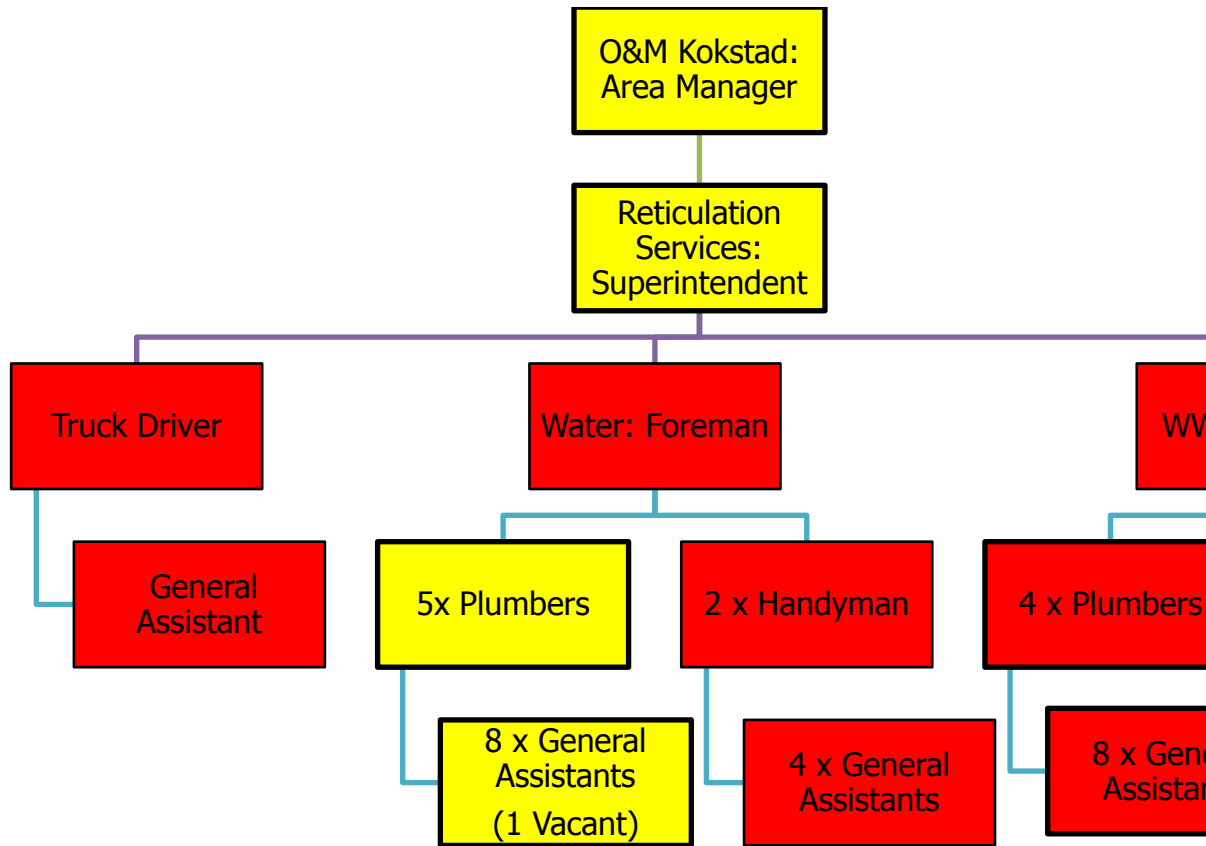 O&M Kokstad:
Area Manager
Reticulation
Services:
Superintendent
Truck Driver
Water: Foreman
General
Assistant
5x Plumbers
2 x Handyman
4 x Plumbers
8 x General
Assistants
(1 Vacant)
4 x General
Assistants
8 x